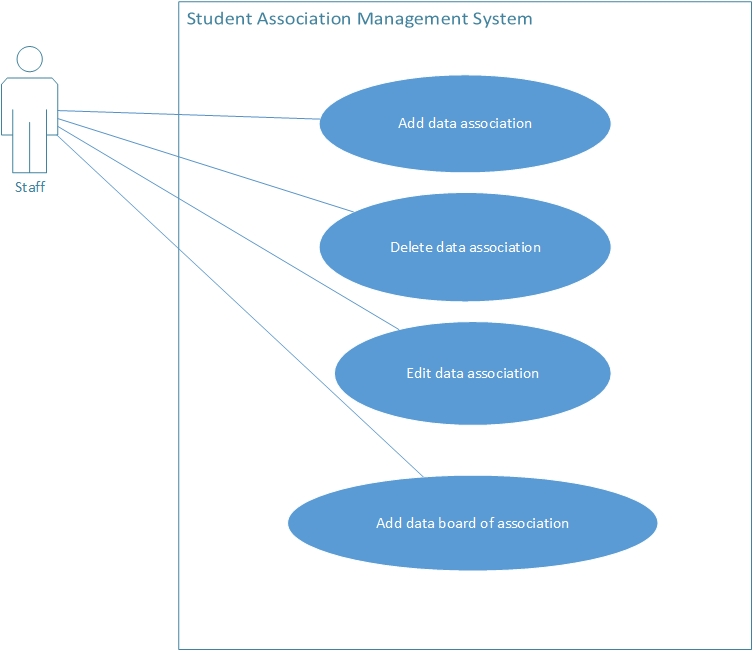 Student Association Management System
Add data association
Staff
Delete data association
Edit data association
Add data board of association